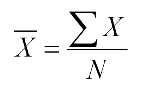 X̄ = ∑X / N